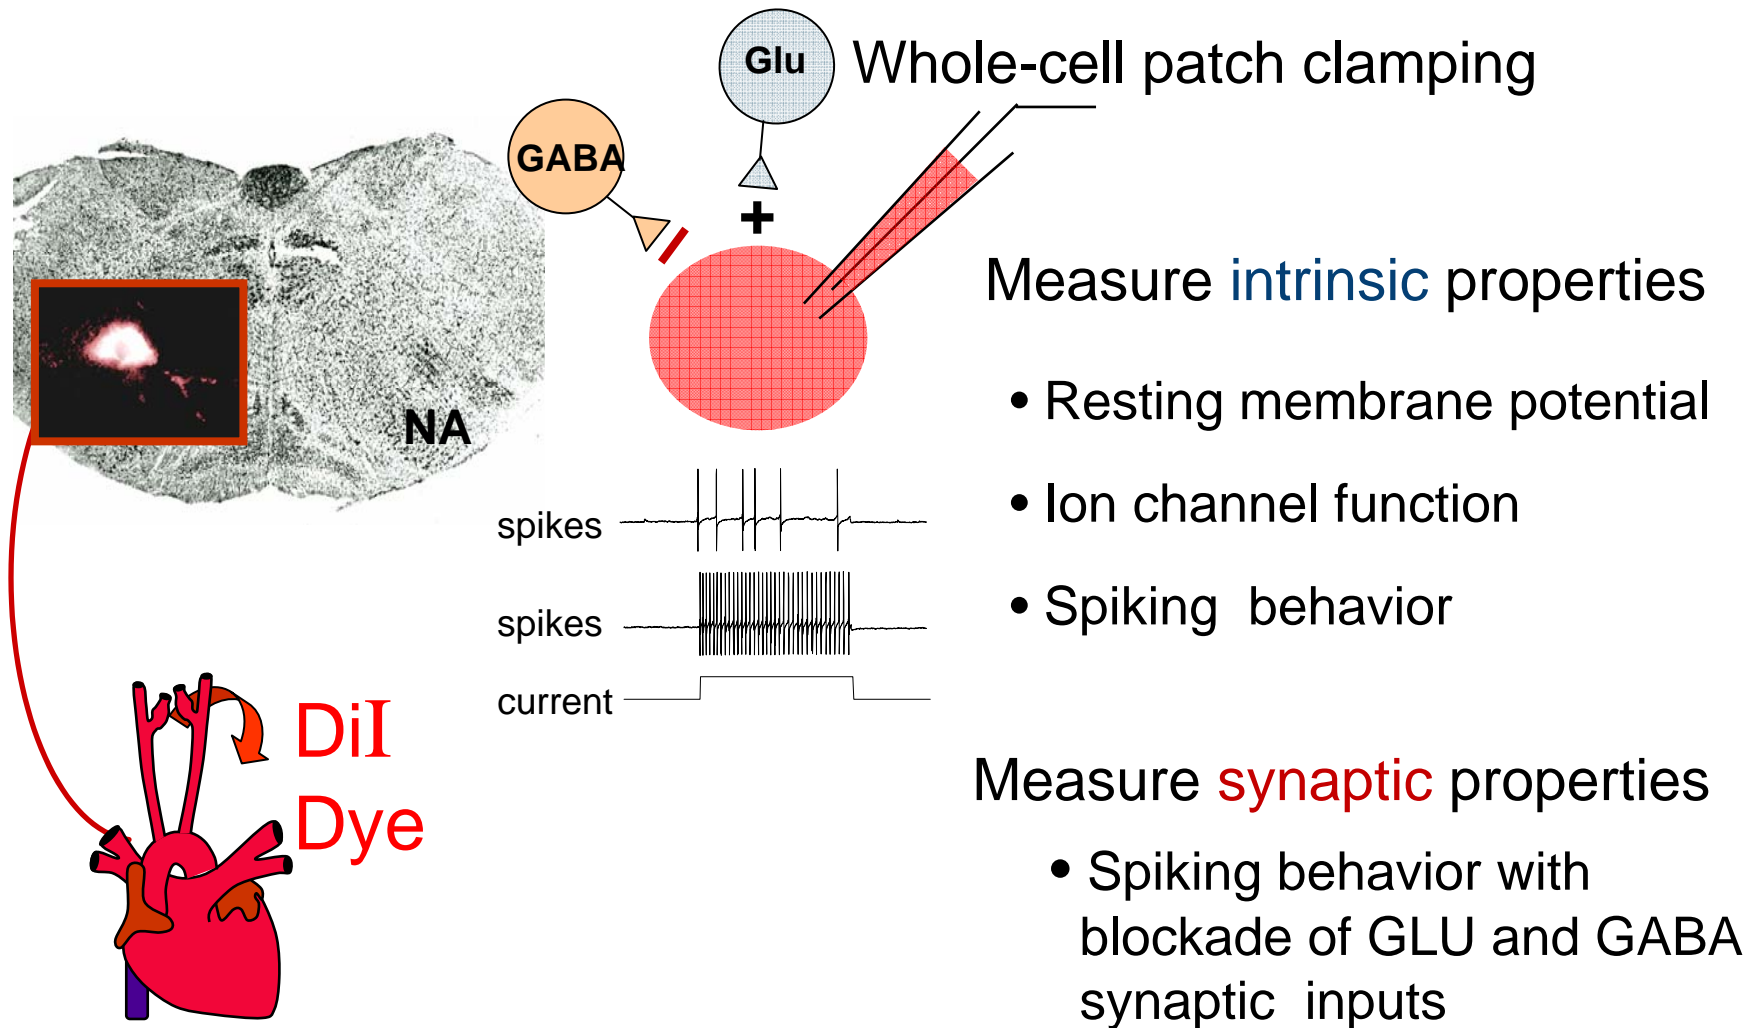 Glu
Whole-cell patch clamping
GABA
+
NA
Measure intrinsic properties
• Resting membrane potential
• Ion channel function
• Spiking behavior
spikes
spikes
current
DiI
Dye
Measure synaptic properties
• Spiking behavior with
blockade of GLU and GABA
synaptic inputs